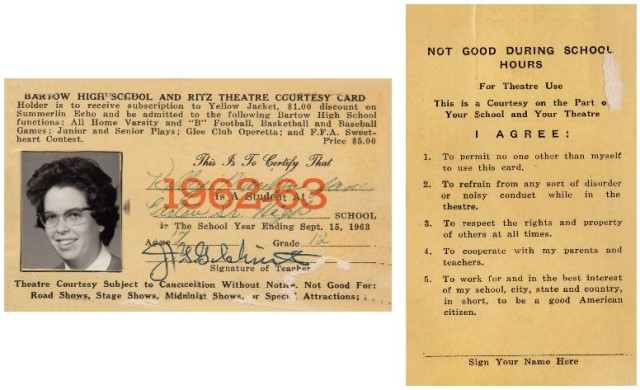 BARTOW HIGH SCHOOL AND RITZ THEATRE COURTESY CARD
Holder is to receive subscription to Yellow Jacket, $1.00 discount on
Summerlin Echo and be admitted to the following Bartow High School
functions: All Home Varsity and "B" Football, Basketball and Baseball
Games; Junior and Senior Plays; Glee Club Operetta; and F.F.A. Sweet-
heart Contest.
Price $5.00
This Is To Certify That
1962-63
is A Student At
SCHOOL
For The School Year Ending Sept. 15, 1963
Age 17 Grade 12
Signature of Teacher
Theatre Courtesy Subject to Cancellation Without Notice. Not Good For:
Road Shows, Stage Shows, Midnight Shows, or Special Attractions;
NOT GOOD DURING SCHOOL
HOURS
For Theatre Use
This is a Courtesy on the Part o
Your School and Your Theatre
I AGREE:
1. To permit no one other than myself
to use this card.
2. To refrain from any sort of disorder
or noisy conduct while in the
theatre.
3. To respect the rights and property
of others at all times.
4. To cooperate with my parents and
teachers.
5. To work for and in the best interest
of my school, city, state and country,
in short, to be a good American
citizen.
Sign Your Name Here